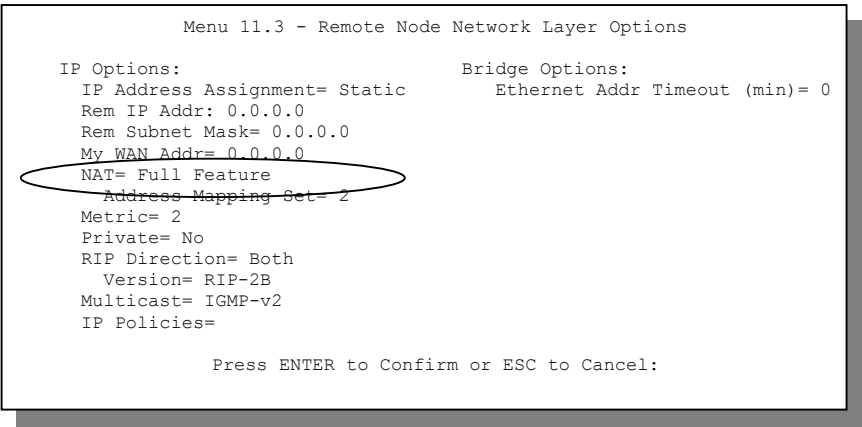 Menu 11.3 - Remote Node Network Layer Options
IP Options: Bridge Options:
IP Address Assignment= Static Ethernet Addr Timeout (min)= 0
Rem IP Addr: 0.0.0.0
Rem Subnet Mask= 0.0.0.0
My WAN Addr= 0.0.0.0
NAT= Full Feature
Address Mapping Set= 2
Metric= 2
Private= No
RIP Direction= Both
Version= RIP-2B
Multicast= IGMP-v2
IP Policies=
Press ENTER to Confirm or ESC to Cancel: